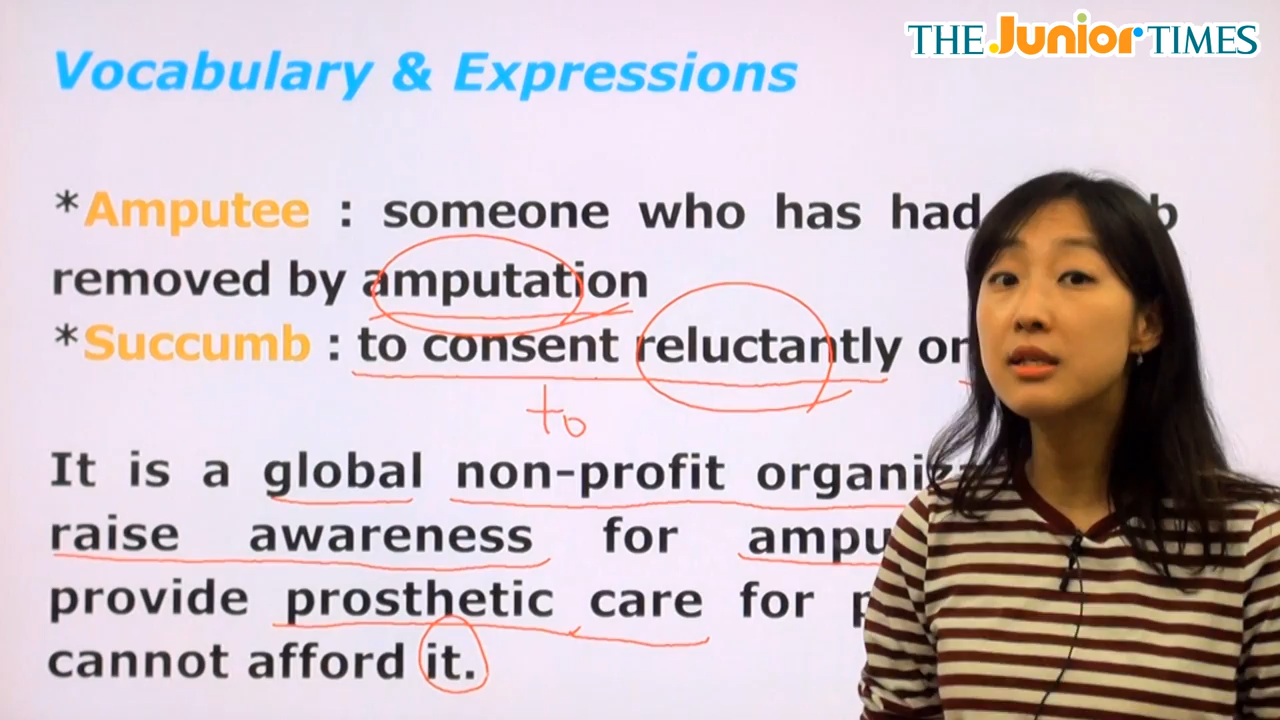 THE Junior TIMES
Vocabulary & Expressions
*Amputee : someone who has had
removed by amputation
*Succumb : to consent reluctantly or
to
It is a global non-profit
raise awareness for
provide prosthetic care for
cannot afford it.